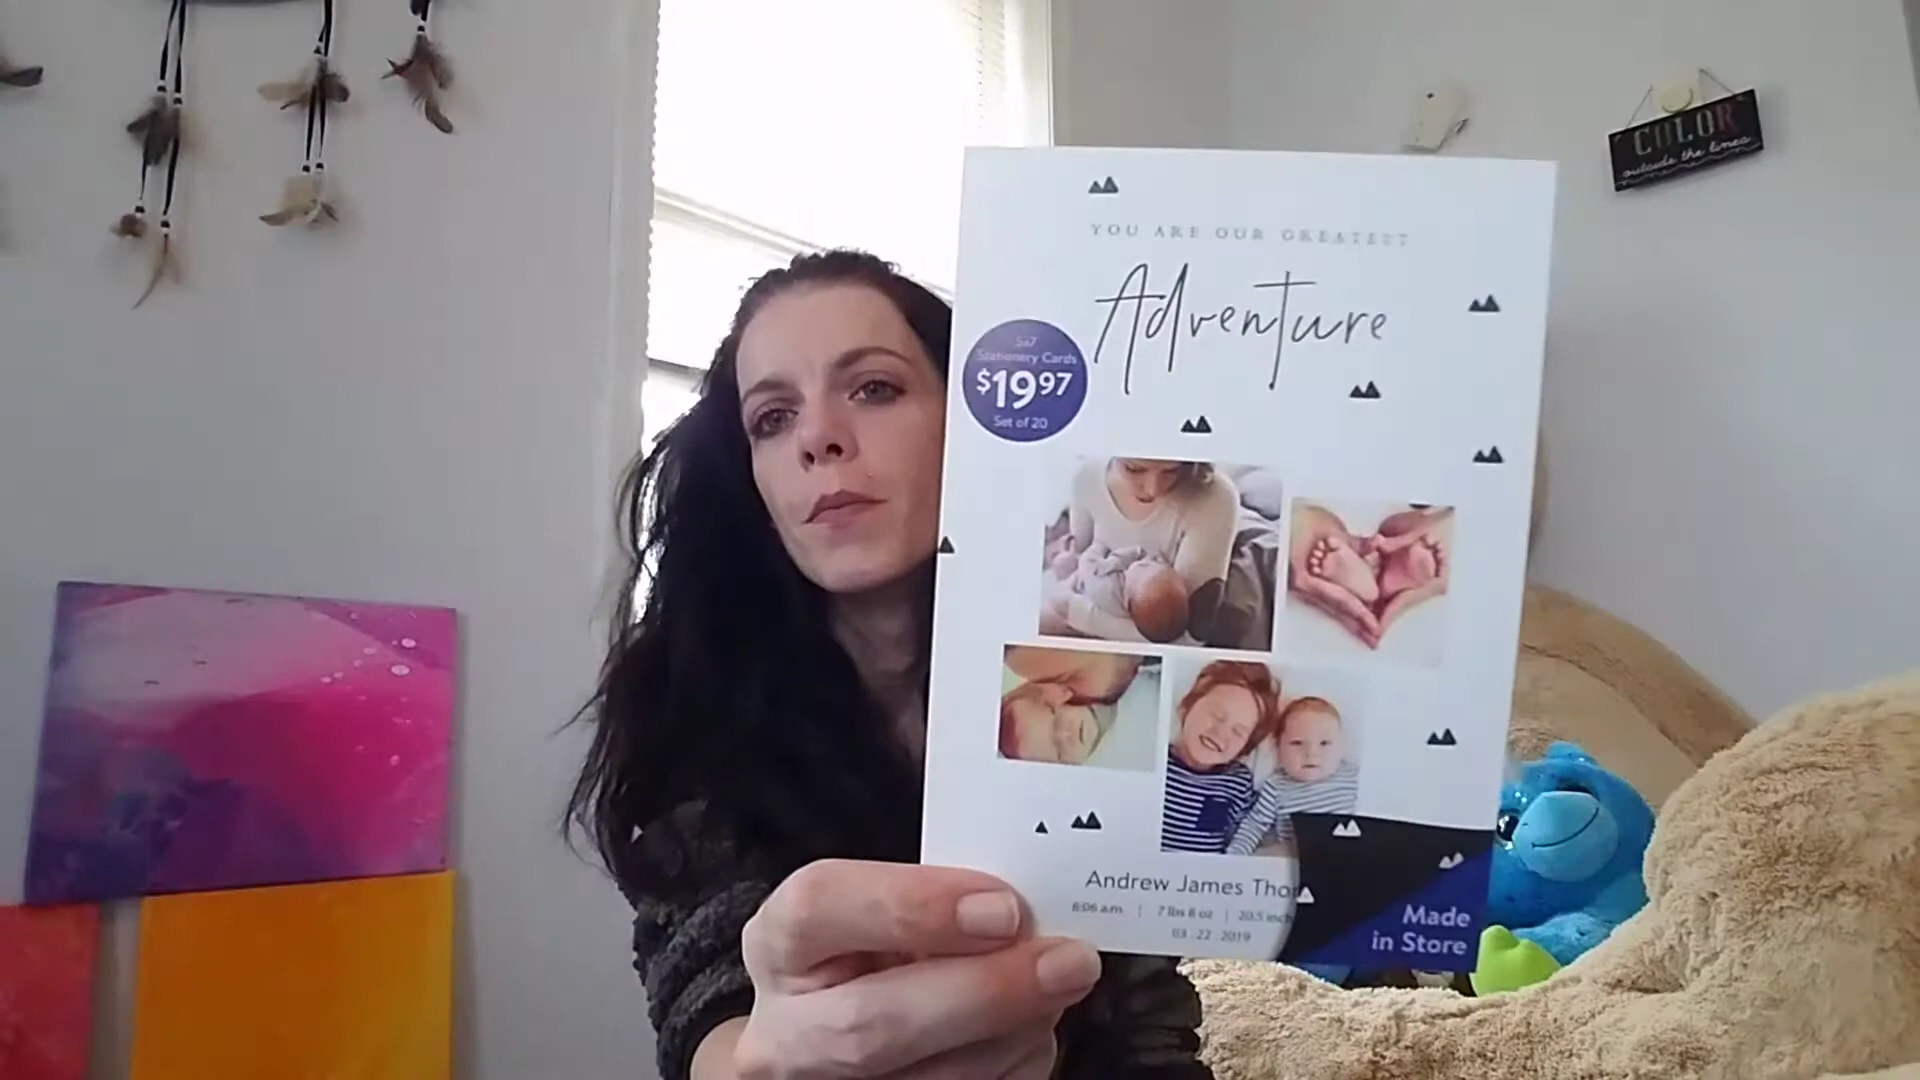 COLOR
outside the lines
YOU ARE OUR GREATEST
Adventure
5x7
Stationery Cards
$19.97
Set of 20
Andrew James Thor
6:06 a.m. | 7 lbs 8 oz | 20.5 inch
03 . 22 . 2019
Made
in Store